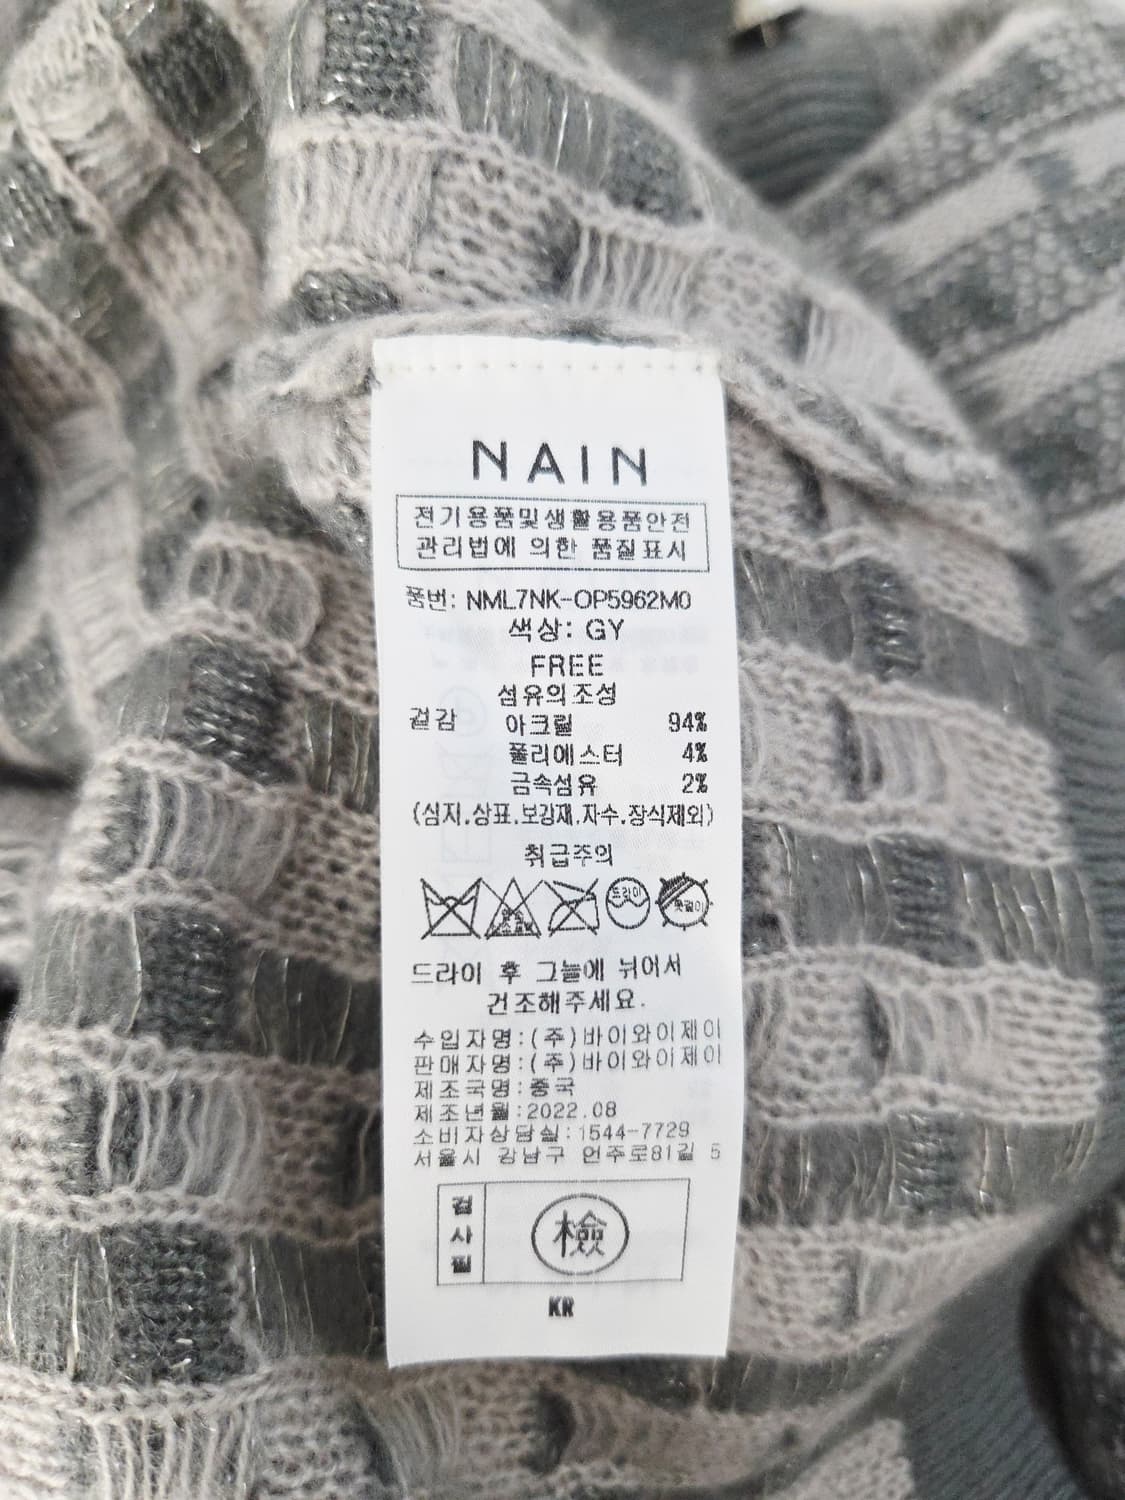 NAIN
전기용품및생활용품안전
관리법에 의한 품질표시
품번: NML7NK-OP5962M0
색상: GY
FREE
섬유의조성
겉감 아크릴 94%
폴리에스터 4%
금속섬유 2%
(심지.상표.보강재.자수.장식제외)
취급주의
드라이
옷걸이
드라이 후 그늘에 뉘어서
건조해주세요.
수입자명:(주)바이와이제이
판매자명:(주)바이와이제이
제조국명:중국
제조년월:2022.08
소비자상담실:1544-7729
서울시 강남구 언주로81길 5
검사필 檢
KR